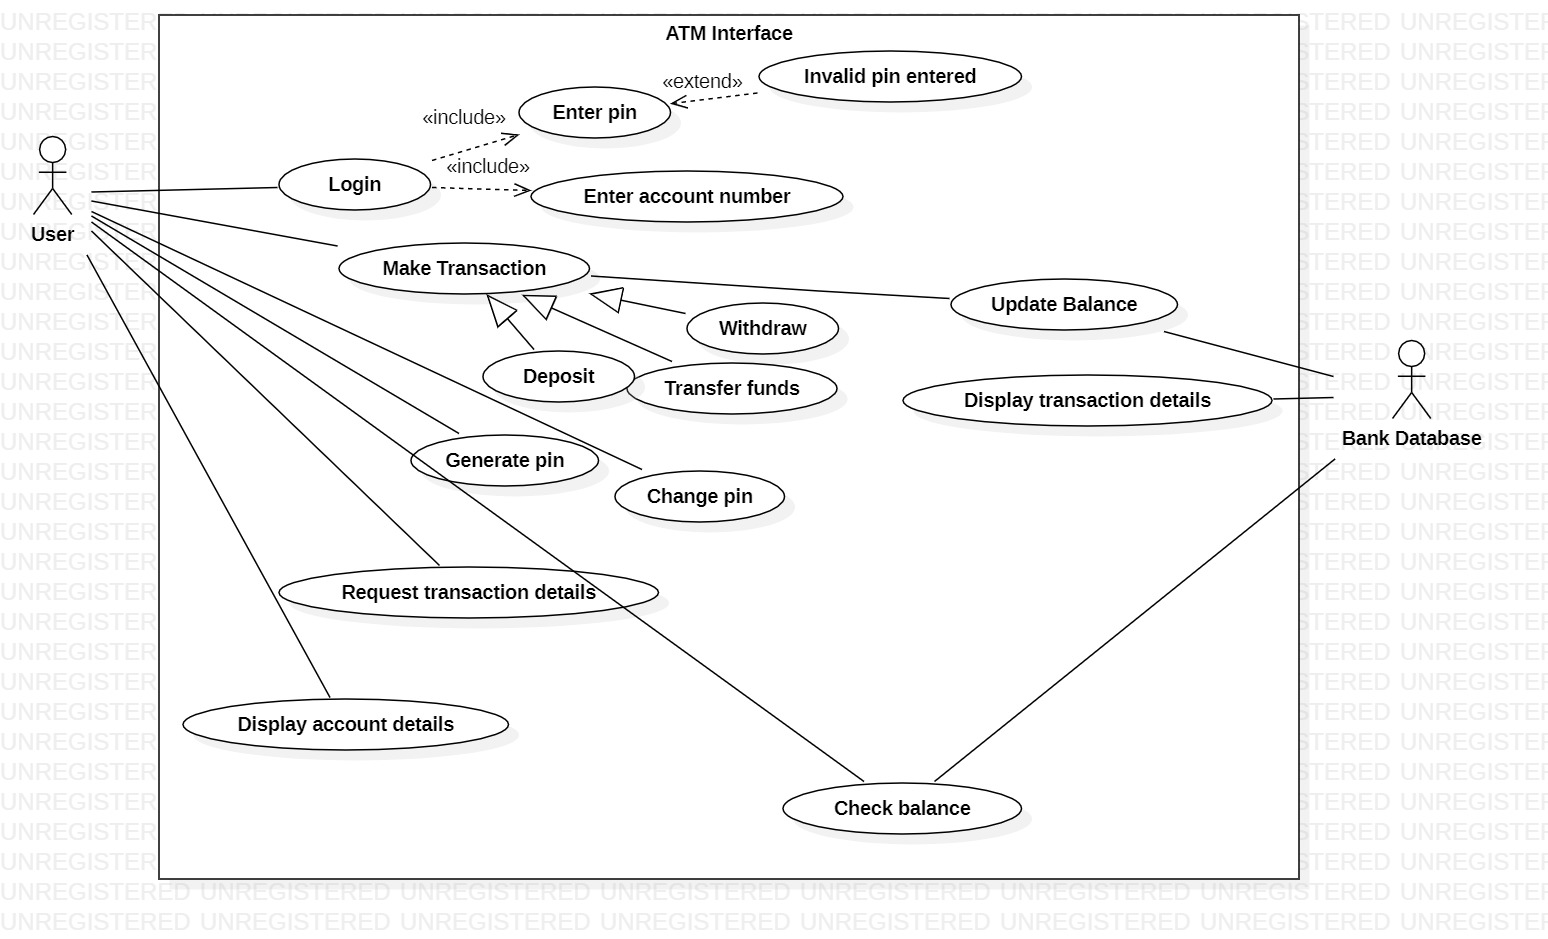 ATM Interface
Invalid pin entered
«extend»
Enter pin
«include»
«include»
Login
Enter account number
User
Make Transaction
Update Balance
Withdraw
Deposit
Transfer funds
Display transaction details
Bank Database
Generate pin
Change pin
Request transaction details
Display account details
Check balance
UNREGISTERED UNREGISTERED UNREGISTERED UNREGISTERED UNREGISTERED UNREGISTERED UNREGISTERED